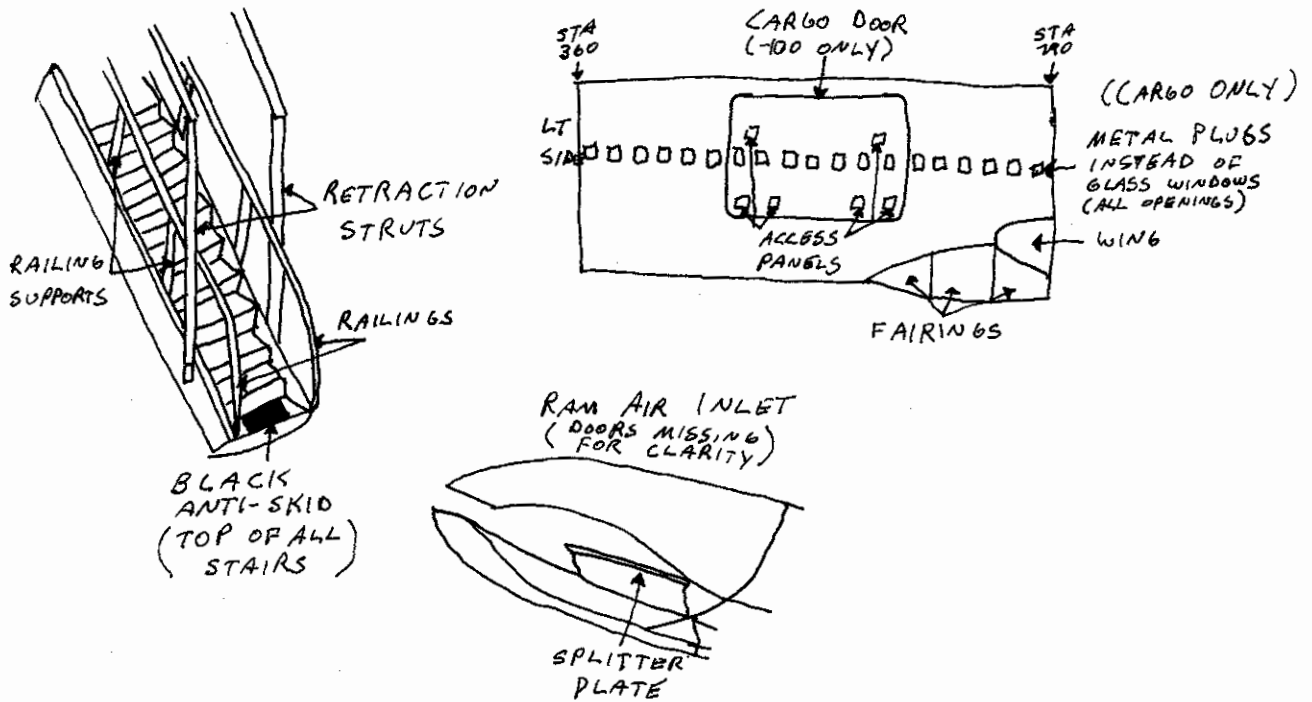 RETRACTION
STRUTS
RAILING
SUPPORTS
RAILINGS
BLACK
ANTI-SKID
(TOP OF ALL
STAIRS)
STA
360
CARGO DOOR
(-100 ONLY)
STA
(CARGO ONLY)
LT
SIDE
METAL PLUGS
INSTEAD OF
GLASS WINDOWS
(ALL OPENINGS)
ACCESS
PANELS
WING
FAIRINGS
RAM AIR INLET
(DOORS MISSING
FOR CLARITY)
SPLITTER
PLATE